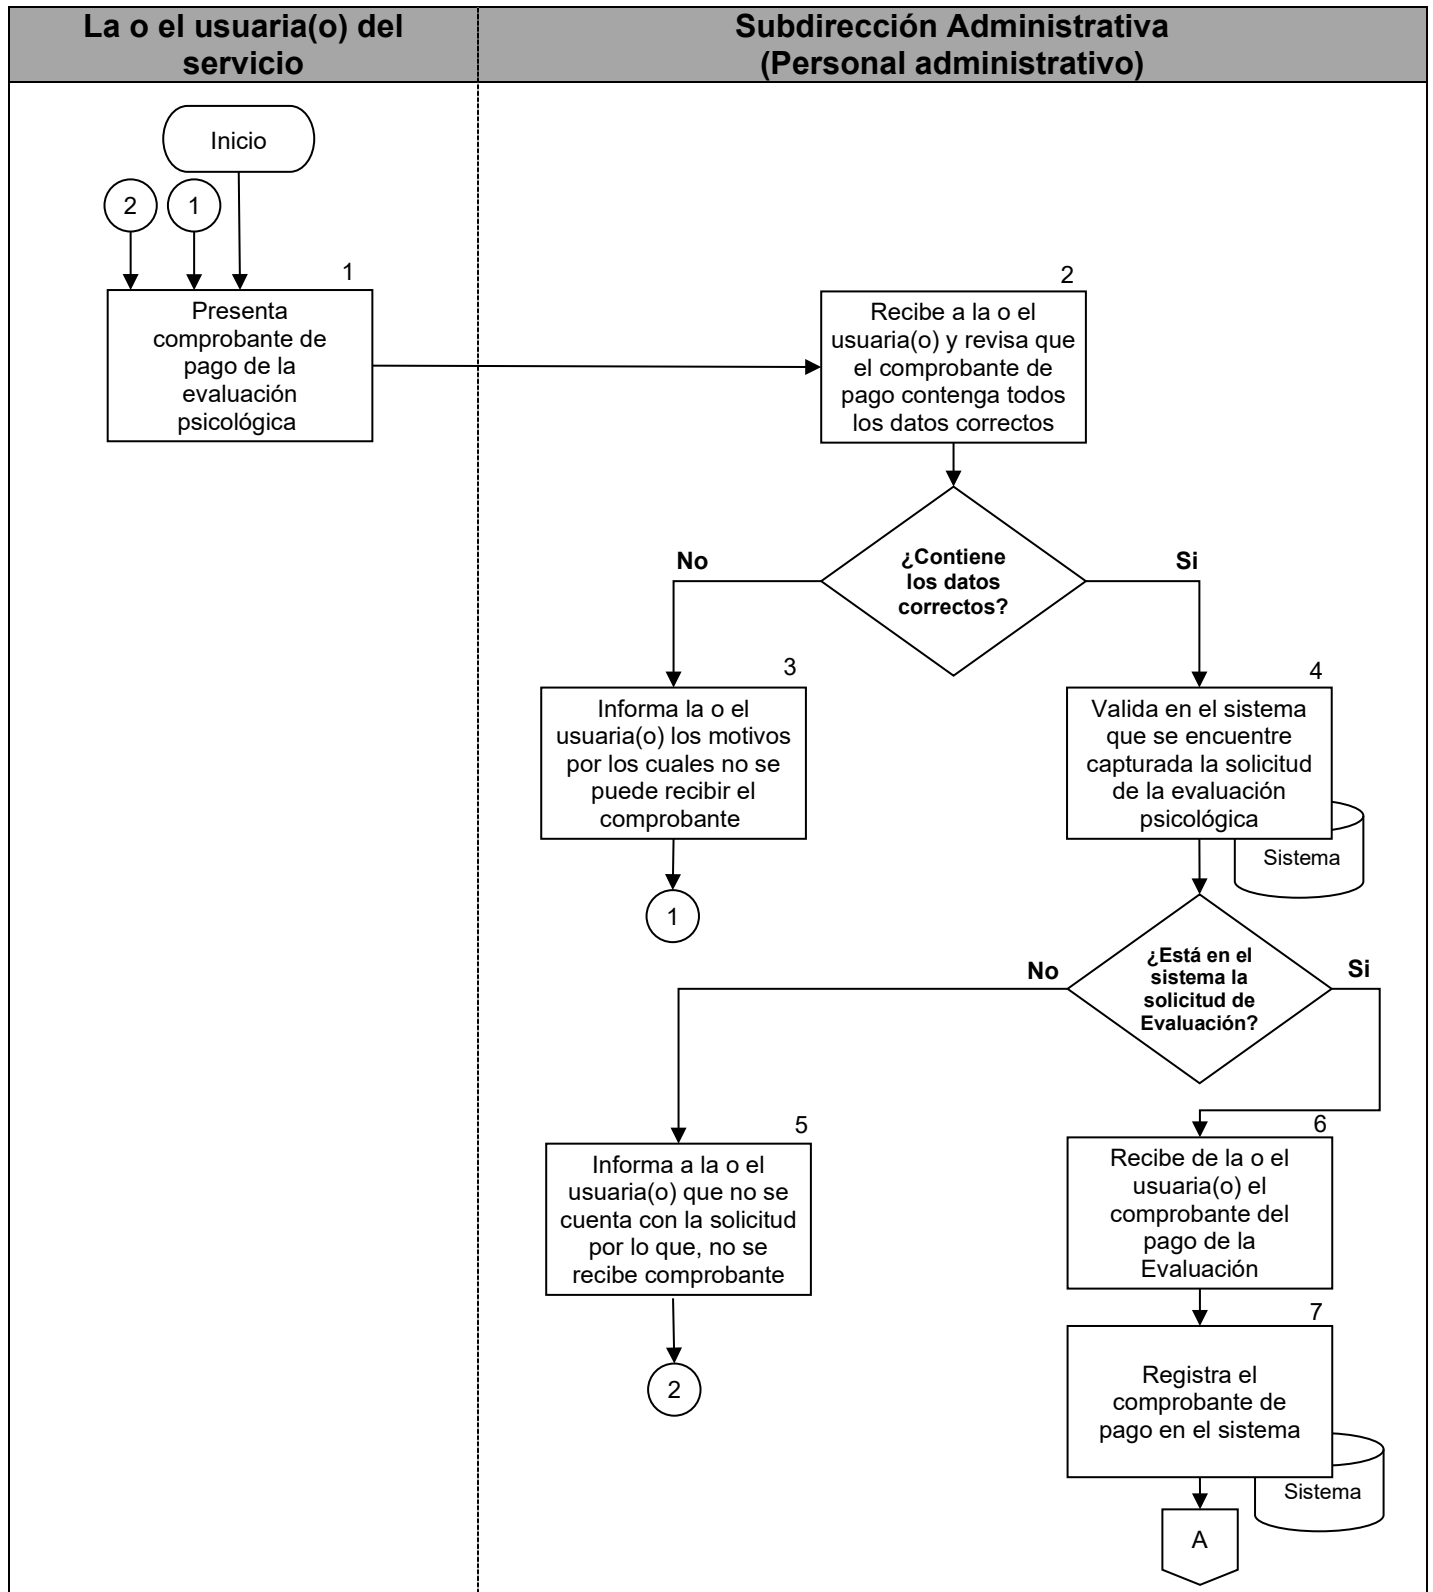 La o el usuaria(o) del
servicio
Subdirección Administrativa
(Personal administrativo)
Inicio
2
1
1
Presenta
comprobante de
pago de la
evaluación
psicológica
2
Recibe a la o el
usuaria(o) y revisa que
el comprobante de
pago contenga todos
los datos correctos
¿Contiene
los datos
correctos?
No
Si
3
Informa la o el
usuaria(o) los motivos
por los cuales no se
puede recibir el
comprobante
1
4
Valida en el sistema
que se encuentre
capturada la solicitud
de la evaluación
psicológica
Sistema
¿Está en el
sistema la
solicitud de
Evaluación?
No
Si
5
Informa a la o el
usuaria(o) que no se
cuenta con la solicitud
por lo que, no se
recibe comprobante
2
6
Recibe de la o el
usuaria(o) el
comprobante del
pago de la
Evaluación
7
Registra el
comprobante de
pago en el sistema
Sistema
A